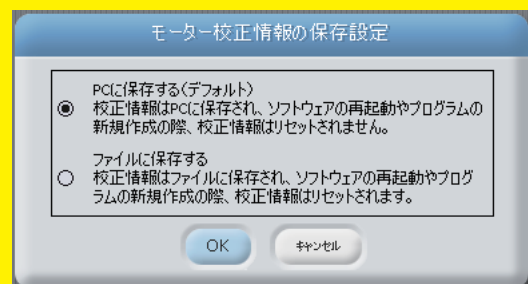 モーター校正情報の保存設定
PCに保存する(デフォルト)
校正情報はPCに保存され、ソフトウェアの再起動やプログラムの
新規作成の際、校正情報はリセットされません。
ファイルに保存する
校正情報はファイルに保存され、ソフトウェアの再起動やプログ
ラムの新規作成の際、校正情報はリセットされます。
OK キャンセル